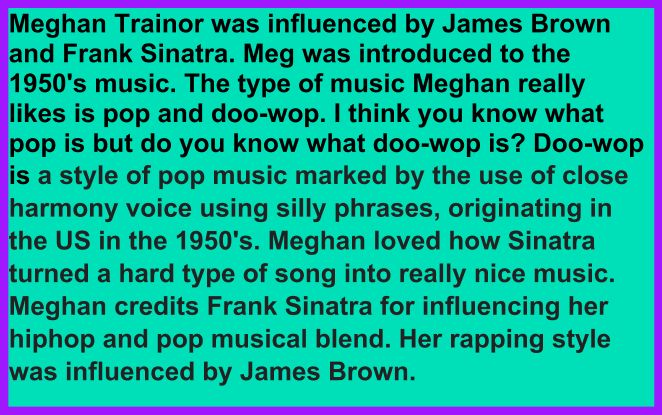 Meghan Trainor was influenced by James Brown
and Frank Sinatra. Meg was introduced to the
1950's music. The type of music Meghan really
likes is pop and doo-wop. I think you know what
pop is but do you know what doo-wop is? Doo-wop
is a style of pop music marked by the use of close
harmony voice using silly phrases, originating in
the US in the 1950's. Meghan loved how Sinatra
turned a hard type of song into really nice music.
Meghan credits Frank Sinatra for influencing her
hiphop and pop musical blend. Her rapping style
was influenced by James Brown.